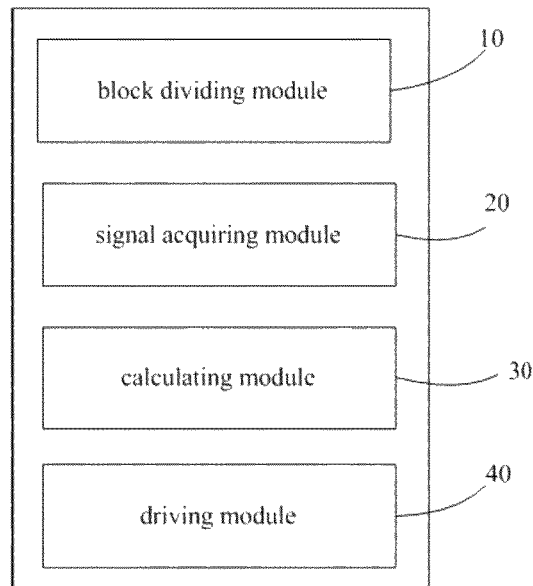 10
block dividing module
20
signal acquiring module
30
calculating module
40
driving module